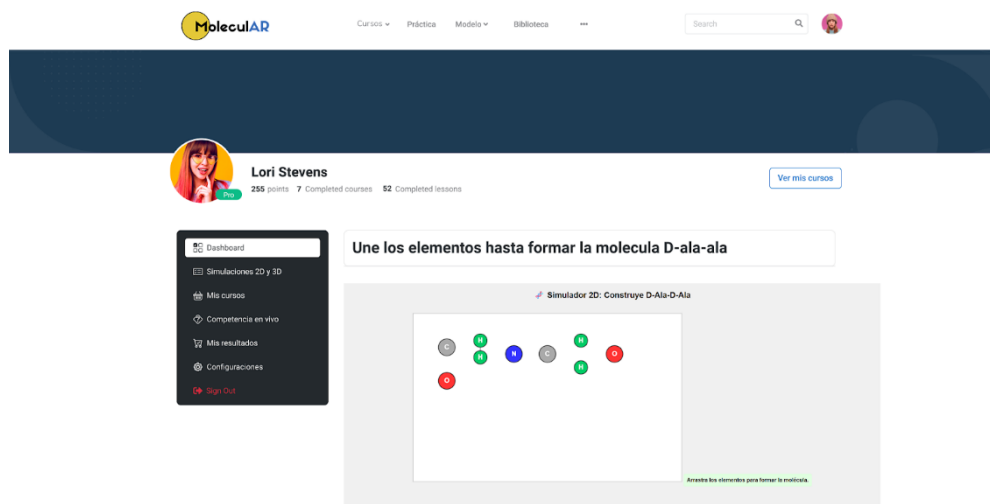 MoleculAR
Cursos Práctica Modelo Biblioteca ••• Search
Lori Stevens
255 points 7 Completed courses 52 Completed lessons
Pro
Ver mis cursos
Dashboard
Simulaciones 2D y 3D
Mis cursos
Competencia en vivo
Mis resultados
Configuraciones
Sign Out
Une los elementos hasta formar la molecula D-ala-ala
Simulador 2D: Construye D-Ala-D-Ala
C H H N C H H O
O
Arrastra los elementos para formar la molécula.